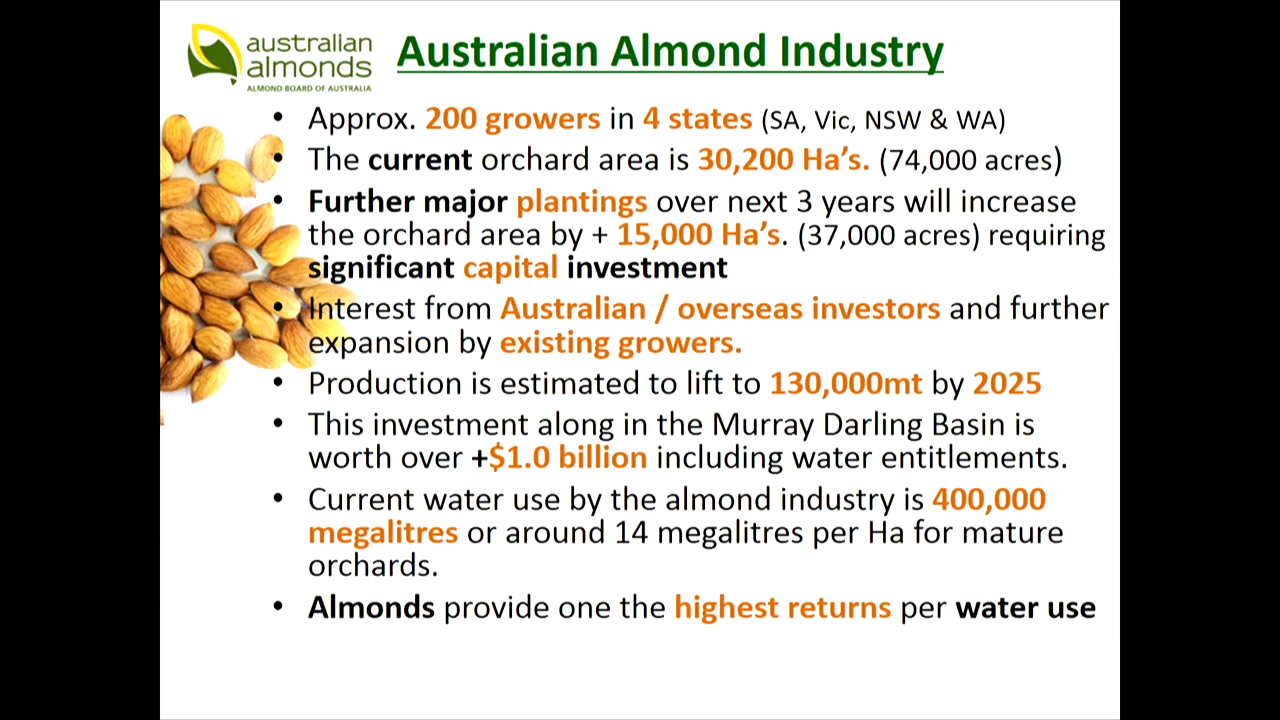 australian
almonds
ALMOND BOARD OF AUSTRALIA
Australian Almond Industry
• Approx. 200 growers in 4 states (SA, Vic, NSW & WA)
• The current orchard area is 30,200 Ha's. (74,000 acres)
• Further major plantings over next 3 years will increase
the orchard area by + 15,000 Ha's. (37,000 acres) requiring
significant capital investment
• Interest from Australian / overseas investors and further
expansion by existing growers.
• Production is estimated to lift to 130,000mt by 2025
• This investment along in the Murray Darling Basin is
worth over +$1.0 billion including water entitlements.
• Current water use by the almond industry is 400,000
megalitres or around 14 megalitres per Ha for mature
orchards.
• Almonds provide one the highest returns per water use